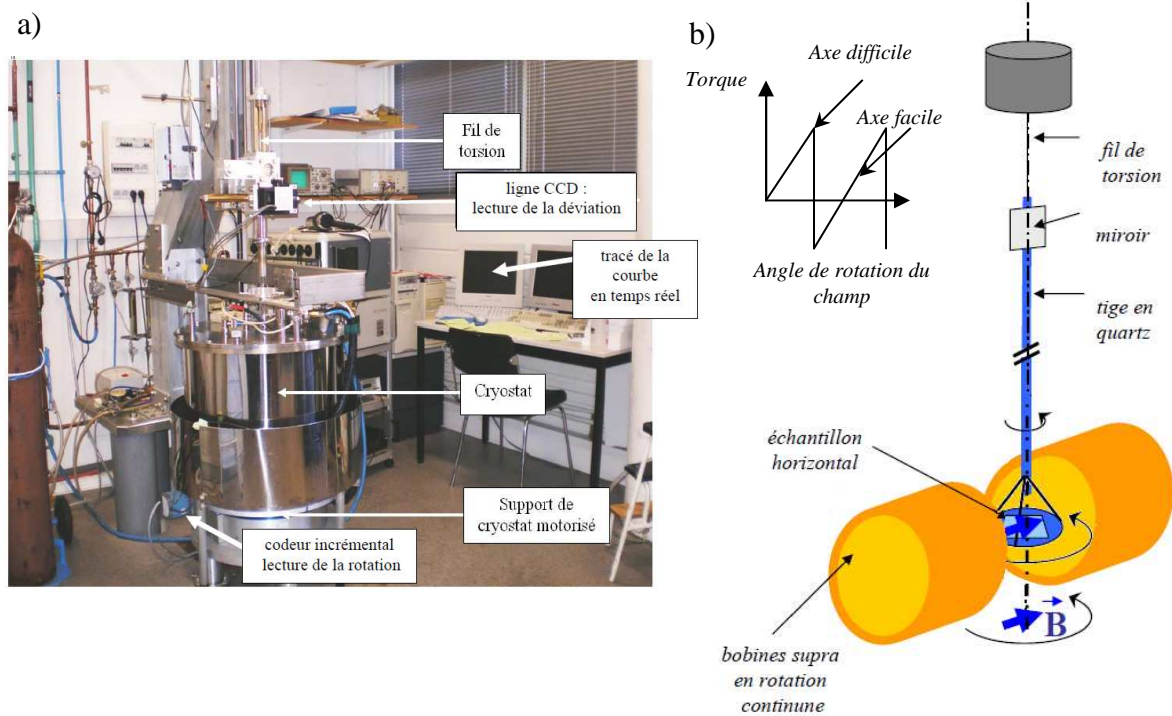 a)
Fil de
torsion
ligne CCD :
lecture de la déviation
tracé de la
courbe
en temps réel
Cryostat
Support de
cryostat motorisé
codeur incrémental
lecture de la rotation
b)
Axe difficile
Torque
Axe facile
Angle de rotation du
champ
fil de
torsion
miroir
tige en
quartz
échantillon
horizontal
B
bobines supra
en rotation
continune